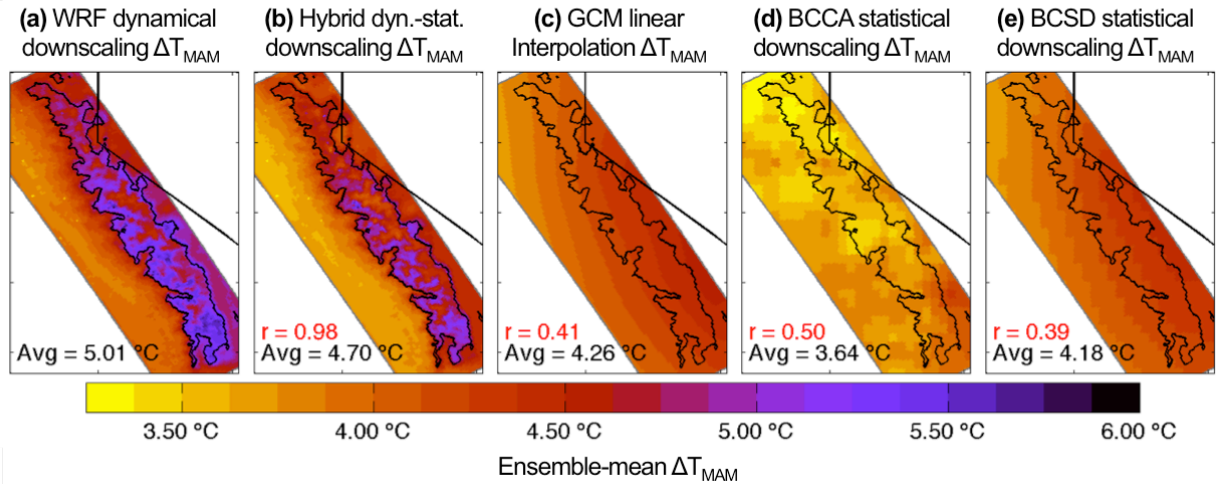 (a) WRF dynamical
downscaling ΔT_MAM
(b) Hybrid dyn.-stat.
downscaling ΔT_MAM
(c) GCM linear
Interpolation ΔT_MAM
(d) BCCA statistical
downscaling ΔT_MAM
(e) BCSD statistical
downscaling ΔT_MAM
Avg = 5.01 °C
r = 0.98
Avg = 4.70 °C
r = 0.41
Avg = 4.26 °C
r = 0.50
Avg = 3.64 °C
r = 0.39
Avg = 4.18 °C
3.50 °C 4.00 °C 4.50 °C 5.00 °C 5.50 °C 6.00 °C
Ensemble-mean ΔT_MAM